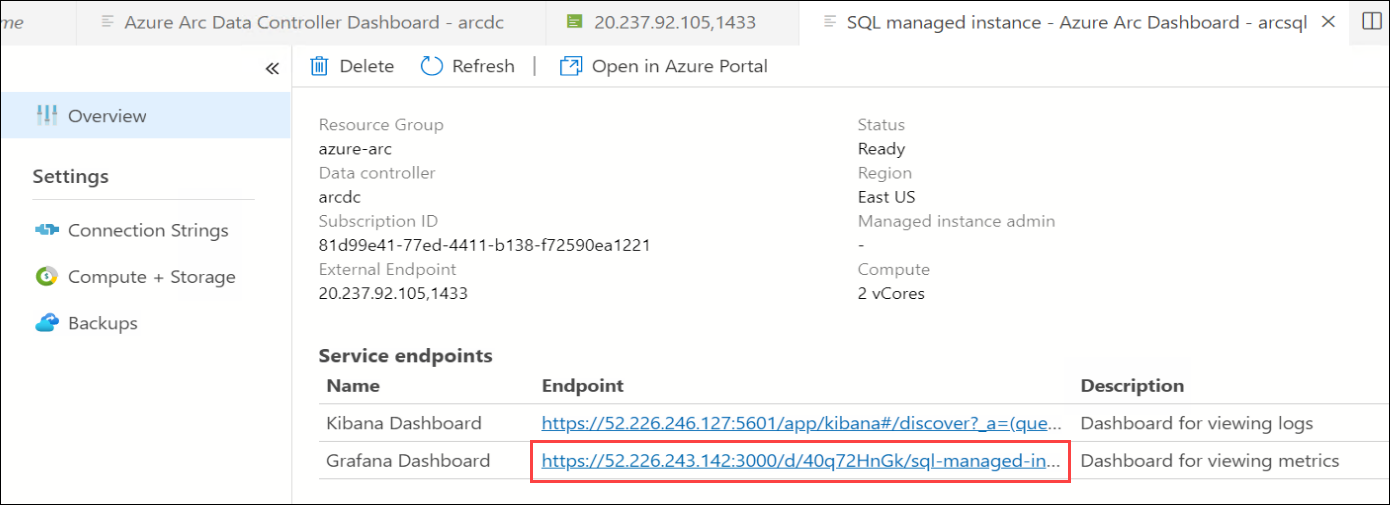 me
Azure Arc Data Controller Dashboard - arcdc
20.237.92.105,1433
SQL managed instance - Azure Arc Dashboard - arcsql
Delete
Refresh
Open in Azure Portal
Overview
Settings
Connection Strings
Compute + Storage
Backups
Resource Group
azure-arc
Data controller
arcdc
Subscription ID
81d99e41-77ed-4411-b138-f72590ea1221
External Endpoint
20.237.92.105,1433
Status
Ready
Region
East US
Managed instance admin
-
Compute
2 vCores
Service endpoints
Name Endpoint Description
Kibana Dashboard https://52.226.246.127:5601/app/kibana#/discover?_a=(que... Dashboard for viewing logs
Grafana Dashboard https://52.226.243.142:3000/d/40q72HnGk/sql-managed-in... Dashboard for viewing metrics